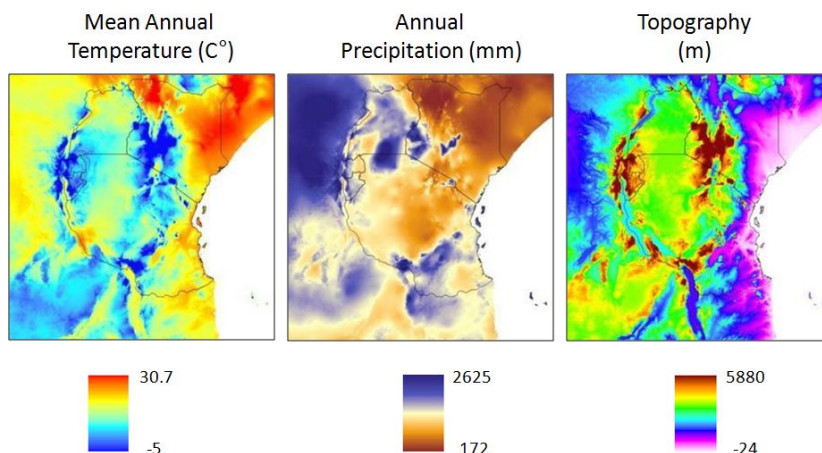 Mean Annual
Temperature (C°)
Annual
Precipitation (mm)
Topography
(m)
30.7
-5
2625
172
5880
-24